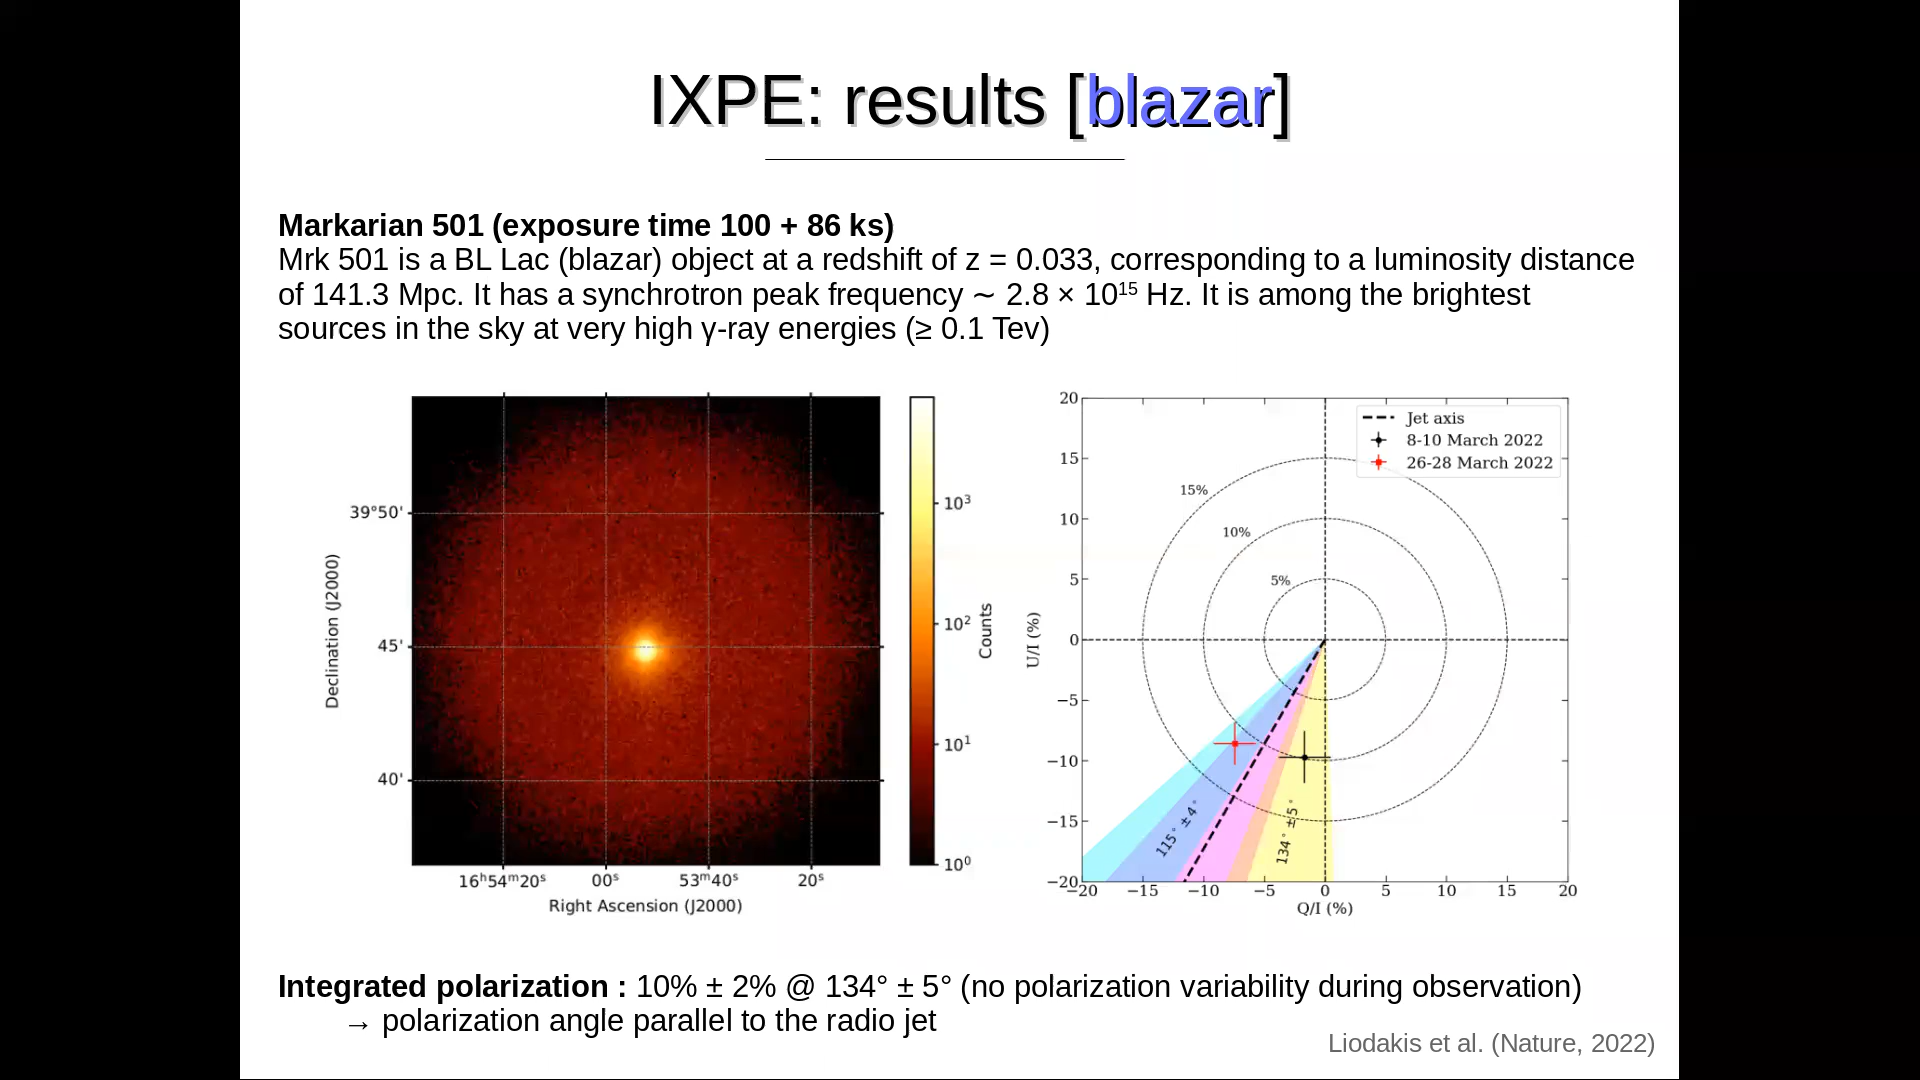 IXPE: results [blazar]
Markarian 501 (exposure time 100 + 86 ks)
Mrk 501 is a BL Lac (blazar) object at a redshift of z = 0.033, corresponding to a luminosity distance
of 141.3 Mpc. It has a synchrotron peak frequency ∼ 2.8 × 10¹⁵ Hz. It is among the brightest
sources in the sky at very high γ-ray energies (≥ 0.1 Tev)
39°50'
45'
40'
Declination (J2000)
16ʰ54ᵐ20ˢ 00ˢ 53ᵐ40ˢ 20ˢ
Right Ascension (J2000)
10³
10²
10¹
10⁰
Counts
20
15
10
5
0
−5
−10
−15
−20
U/I (%)
Jet axis
8-10 March 2022
26-28 March 2022
15%
10%
5%
115° ± 4°
134° ± 5°
−20 −15 −10 −5 0 5 10 15 20
Q/I (%)
Integrated polarization : 10% ± 2% @ 134° ± 5° (no polarization variability during observation)
→ polarization angle parallel to the radio jet
Liodakis et al. (Nature, 2022)